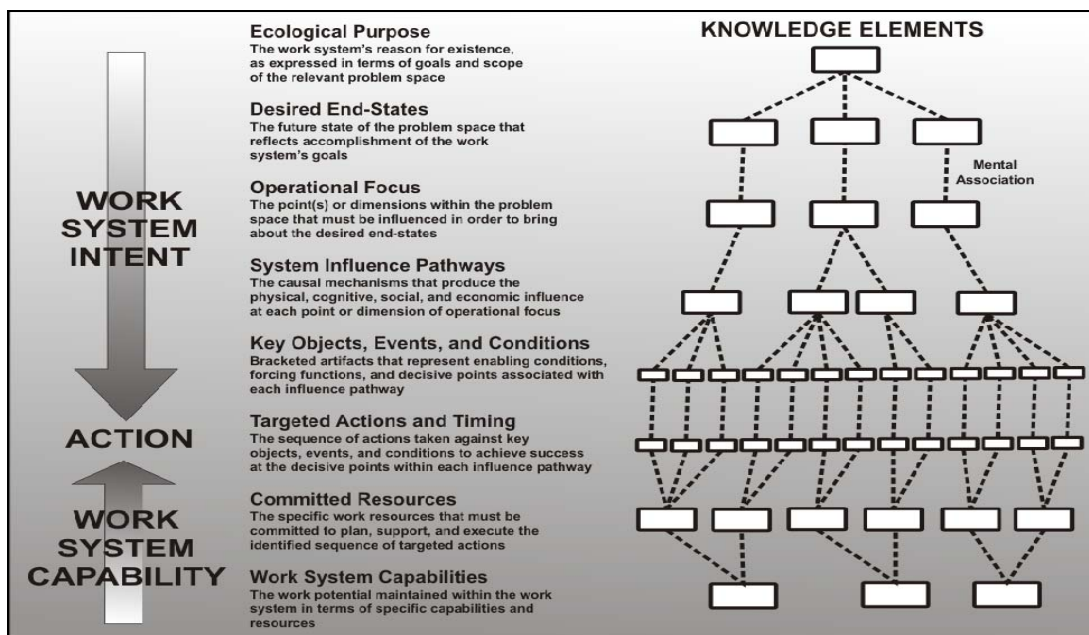 KNOWLEDGE ELEMENTS
Ecological Purpose
The work system's reason for existence,
as expressed in terms of goals and scope
of the relevant problem space
Desired End-States
The future state of the problem space that
reflects accomplishment of the work
system's goals
Mental
Association
Operational Focus
The point(s) or dimensions within the problem
space that must be influenced in order to bring
about the desired end-states
WORK
SYSTEM
INTENT
System Influence Pathways
The causal mechanisms that produce the
physical, cognitive, social, and economic influence
at each point or dimension of operational focus
Key Objects, Events, and Conditions
Bracketed artifacts that represent enabling conditions,
forcing functions, and decisive points associated with
each influence pathway
ACTION
Targeted Actions and Timing
The sequence of actions taken against key
objects, events, and conditions to achieve success
at the decisive points within each influence pathway
WORK
SYSTEM
CAPABILITY
Committed Resources
The specific work resources that must be
committed to plan, support, and execute the
identified sequence of targeted actions
Work System Capabilities
The work potential maintained within the work
system in terms of specific capabilities and
resources